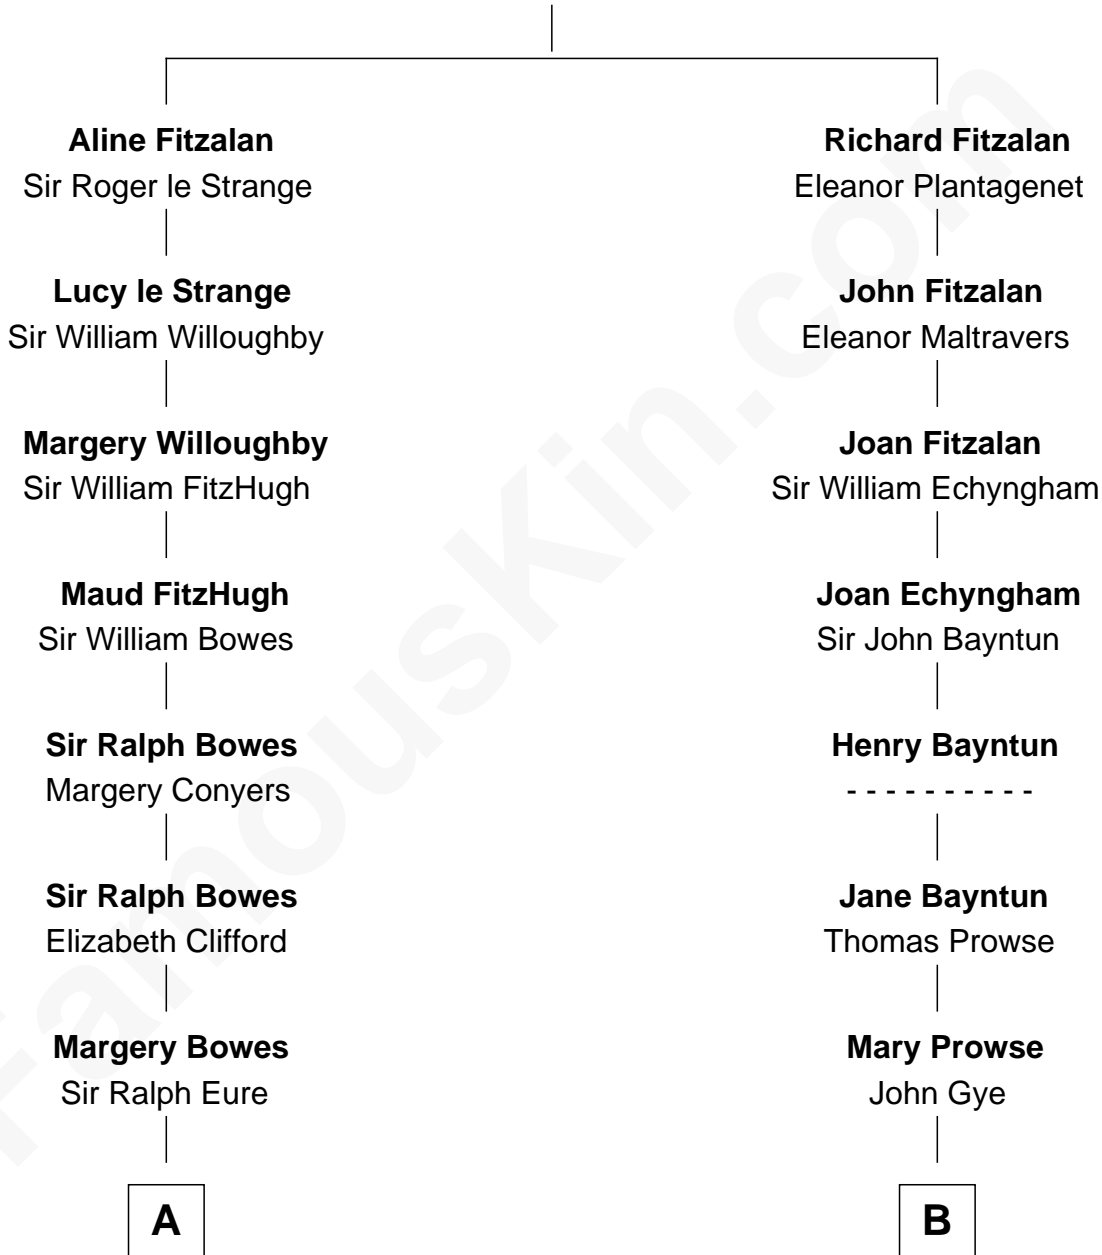 Aline Fitzalan
Sir Roger le Strange
Lucy le Strange
Sir William Willoughby
Margery Willoughby
Sir William FitzHugh
Maud FitzHugh
Sir William Bowes
Sir Ralph Bowes
Margery Conyers
Sir Ralph Bowes
Elizabeth Clifford
Margery Bowes
Sir Ralph Eure
A
Richard Fitzalan
Eleanor Plantagenet
John Fitzalan
Eleanor Maltravers
Joan Fitzalan
Sir William Echyngham
Joan Echyngham
Sir John Bayntun
Henry Bayntun
- - - - - - - - - -
Jane Bayntun
Thomas Prowse
Mary Prowse
John Gye
B
FamousKin.com